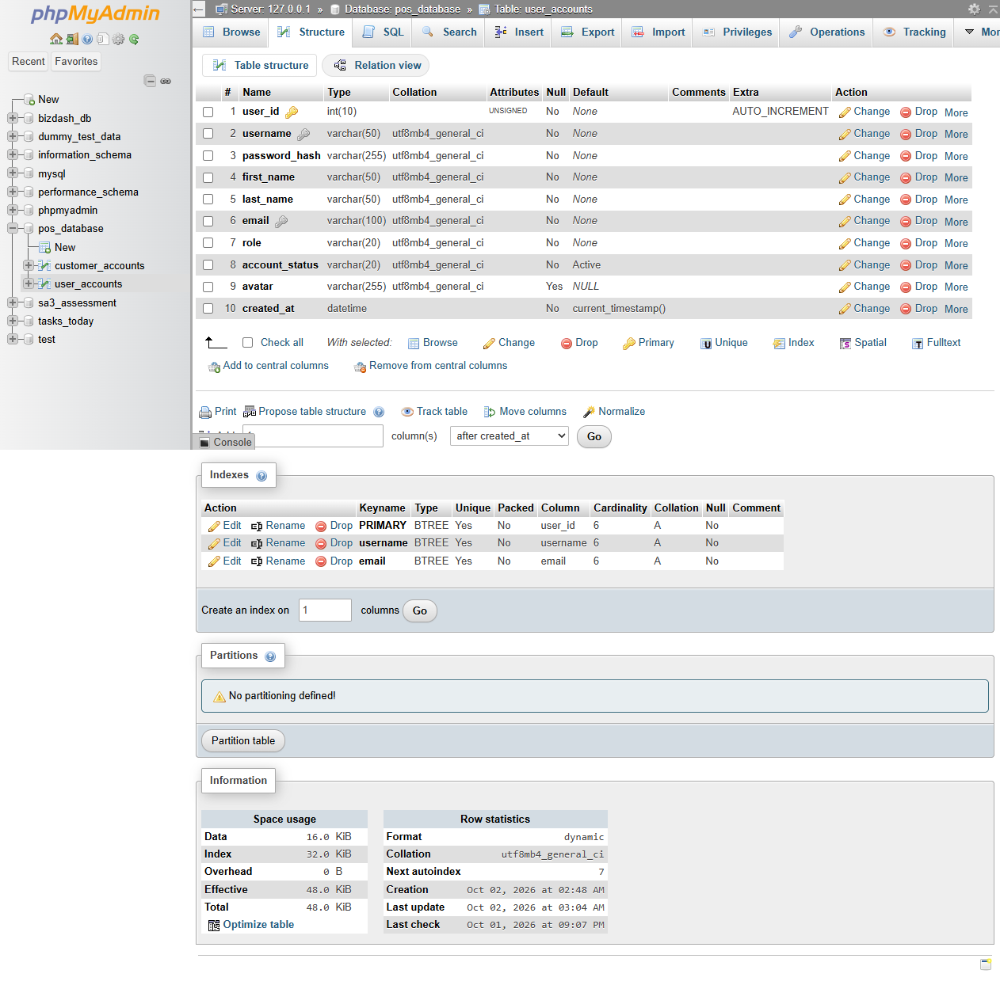 phpMyAdmin
Recent Favorites
New
bizdash_db
dummy_test_data
information_schema
mysql
performance_schema
phpmyadmin
pos_database
New
customer_accounts
user_accounts
sa3_assessment
tasks_today
test
Server: 127.0.0.1 » Database: pos_database » Table: user_accounts
Browse Structure SQL Search Insert Export Import Privileges Operations Tracking Mor
Table structure Relation view
# Name Type Collation Attributes Null Default Comments Extra Action
1 user_id int(10) UNSIGNED No None AUTO_INCREMENT Change Drop More
2 username varchar(50) utf8mb4_general_ci No None Change Drop More
3 password_hash varchar(255) utf8mb4_general_ci No None Change Drop More
4 first_name varchar(50) utf8mb4_general_ci No None Change Drop More
5 last_name varchar(50) utf8mb4_general_ci No None Change Drop More
6 email varchar(100) utf8mb4_general_ci No None Change Drop More
7 role varchar(20) utf8mb4_general_ci No None Change Drop More
8 account_status varchar(20) utf8mb4_general_ci No Active Change Drop More
9 avatar varchar(255) utf8mb4_general_ci Yes NULL Change Drop More
10 created_at datetime No current_timestamp() Change Drop More
Check all With selected: Browse Change Drop Primary Unique Index Spatial Fulltext
Add to central columns Remove from central columns
Print Propose table structure Track table Move columns Normalize
column(s) after created_at Go
Console
Indexes
Action Keyname Type Unique Packed Column Cardinality Collation Null Comment
Edit Rename Drop PRIMARY BTREE Yes No user_id 6 A No
Edit Rename Drop username BTREE Yes No username 6 A No
Edit Rename Drop email BTREE Yes No email 6 A No
Create an index on 1 columns Go
Partitions
No partitioning defined!
Partition table
Information
Space usage
Data 16.0 KiB
Index 32.0 KiB
Overhead 0 B
Effective 48.0 KiB
Total 48.0 KiB
Optimize table
Row statistics
Format dynamic
Collation utf8mb4_general_ci
Next autoindex 7
Creation Oct 02, 2026 at 02:48 AM
Last update Oct 02, 2026 at 03:04 AM
Last check Oct 01, 2026 at 09:07 PM